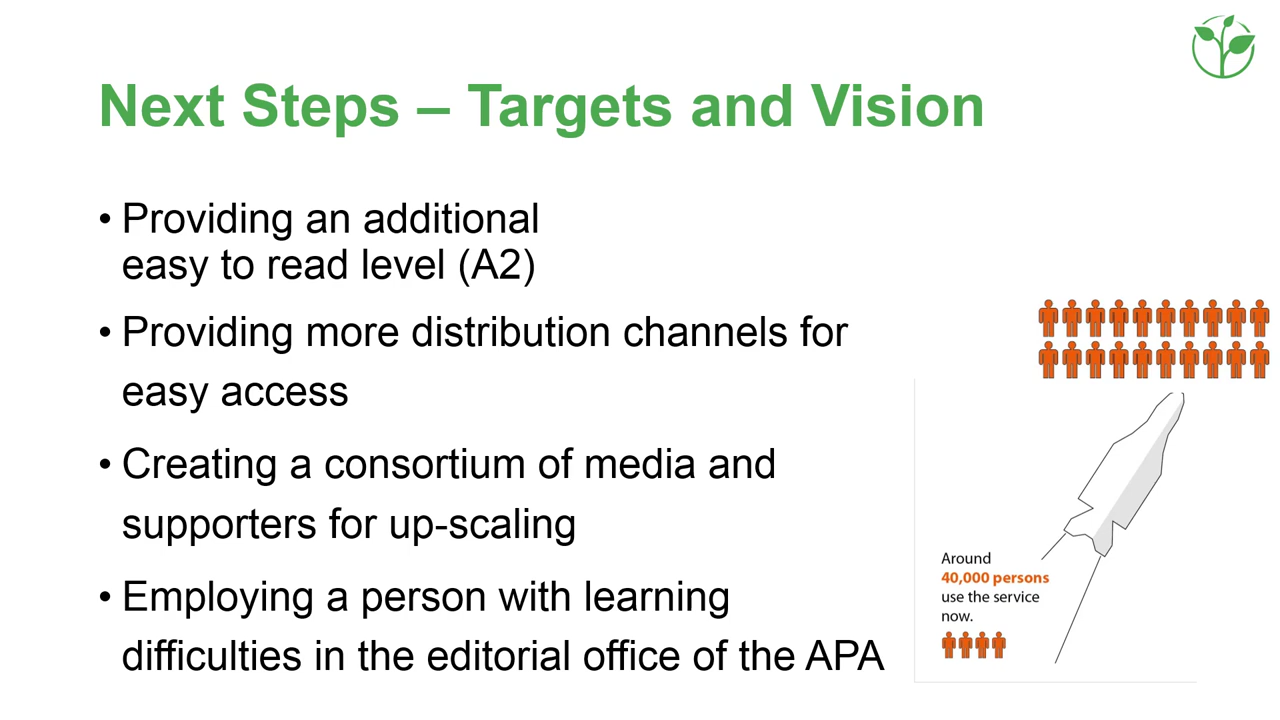 Next Steps – Targets and Vision
• Providing an additional
easy to read level (A2)
• Providing more distribution channels for
easy access
• Creating a consortium of media and
supporters for up-scaling
• Employing a person with learning
difficulties in the editorial office of the APA
Around
40,000 persons
use the service
now.